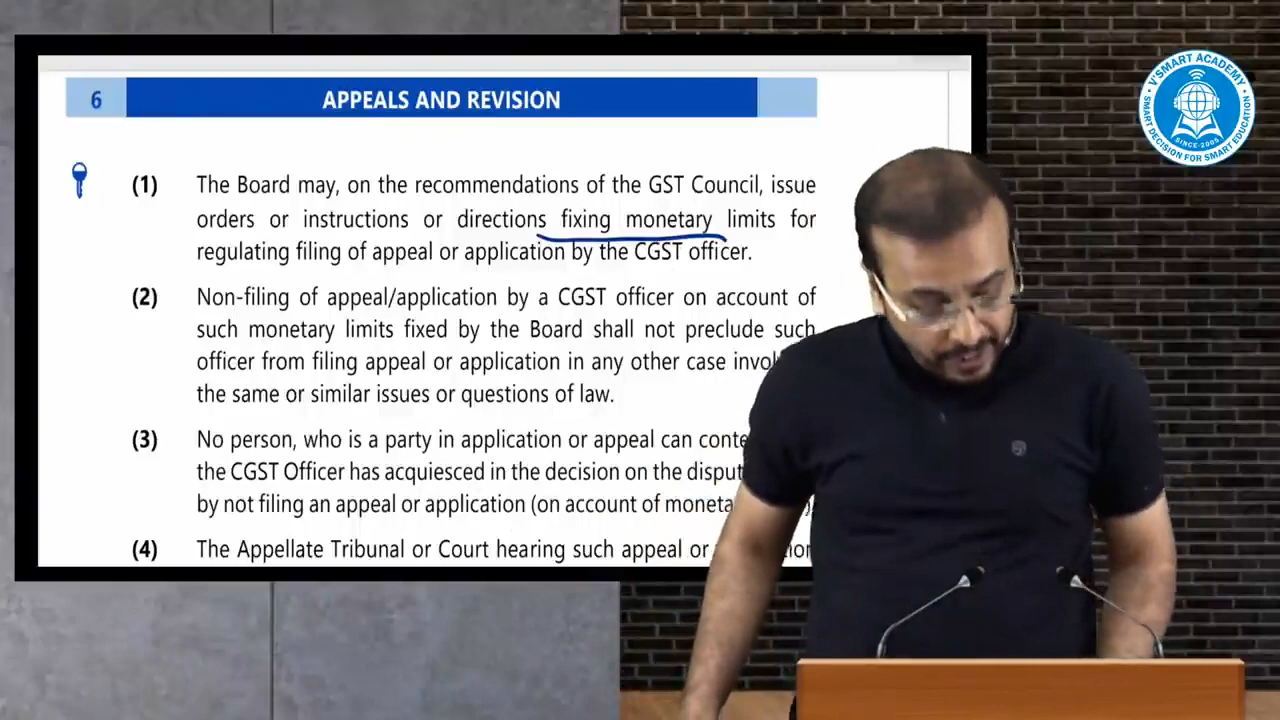 6 APPEALS AND REVISION
(1) The Board may, on the recommendations of the GST Council, issue
orders or instructions or directions fixing monetary limits for
regulating filing of appeal or application by the CGST officer.
(2) Non-filing of appeal/application by a CGST officer on account of
such monetary limits fixed by the Board shall not preclude such
officer from filing appeal or application in any other case
the same or similar issues or questions of law.
(3) No person, who is a party in application or appeal can
the CGST Officer has acquiesced in the decision on the
by not filing an appeal or application (on account of
(4) The Appellate Tribunal or Court hearing such appeal or
V'SMART ACADEMY
SINCE-2005
SMART DECISION FOR SMART EDUCATION